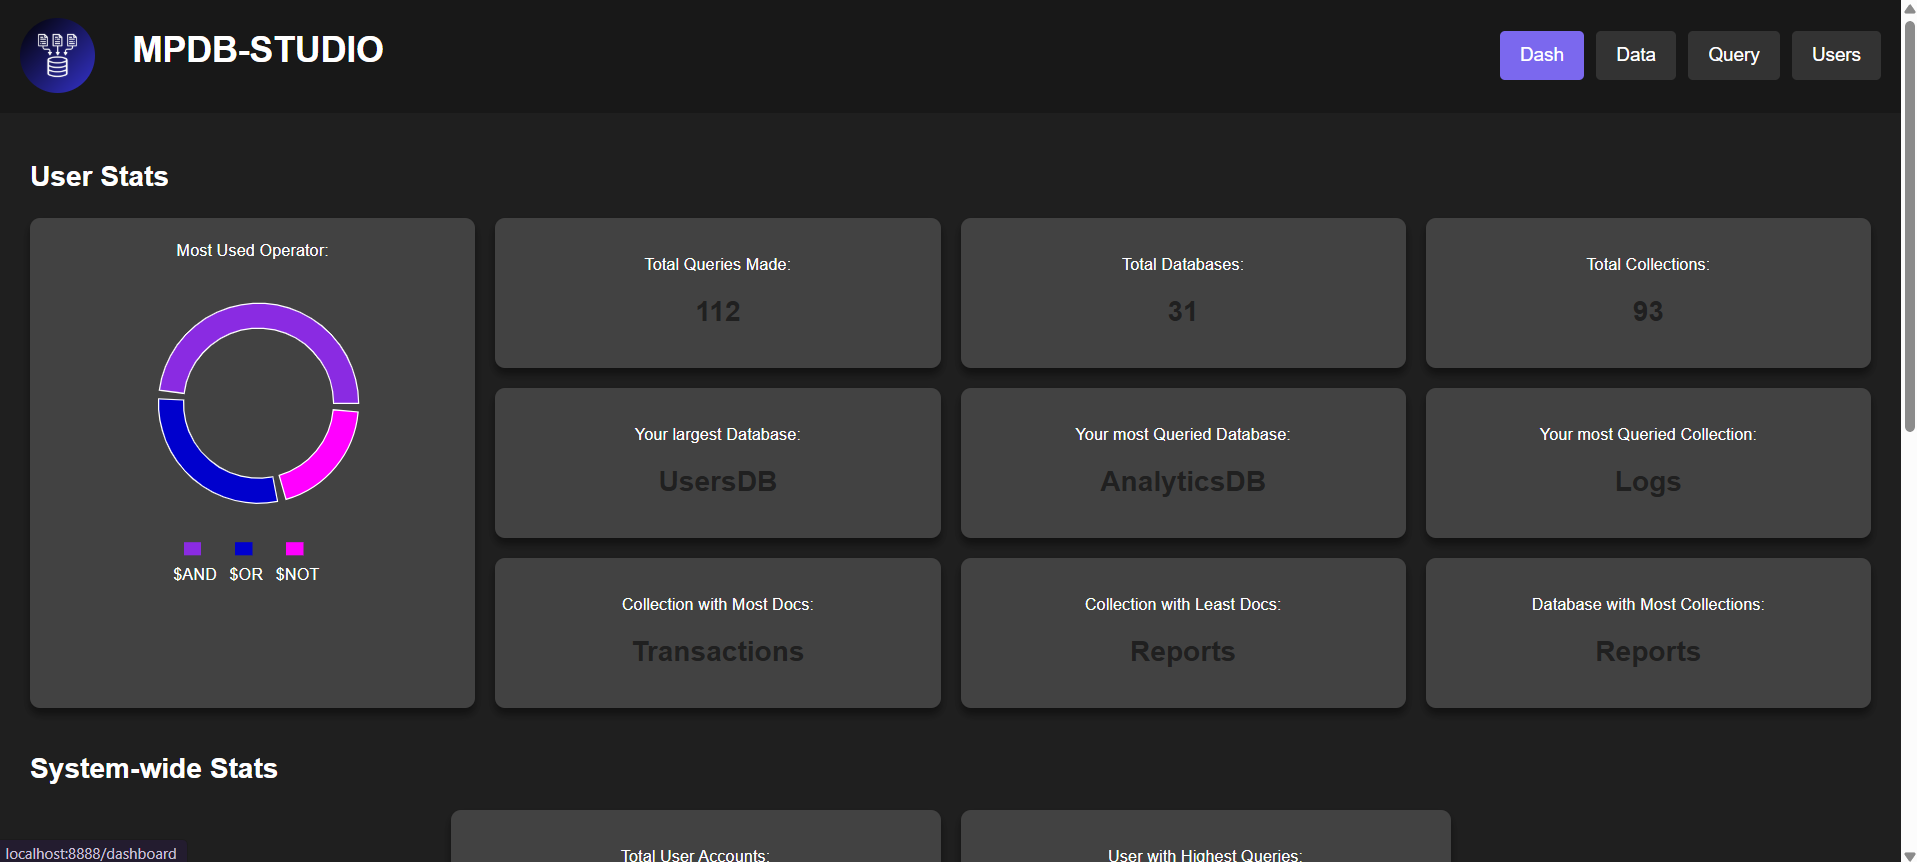 MPDB-STUDIO
Dash
Data
Query
Users
User Stats
Most Used Operator:
$AND
$OR
$NOT
Total Queries Made:
112
Total Databases:
31
Total Collections:
93
Your largest Database:
UsersDB
Your most Queried Database:
AnalyticsDB
Your most Queried Collection:
Logs
Collection with Most Docs:
Transactions
Collection with Least Docs:
Reports
Database with Most Collections:
Reports
System-wide Stats
Total User Accounts:
User with Highest Queries:
localhost:8888/dashboard